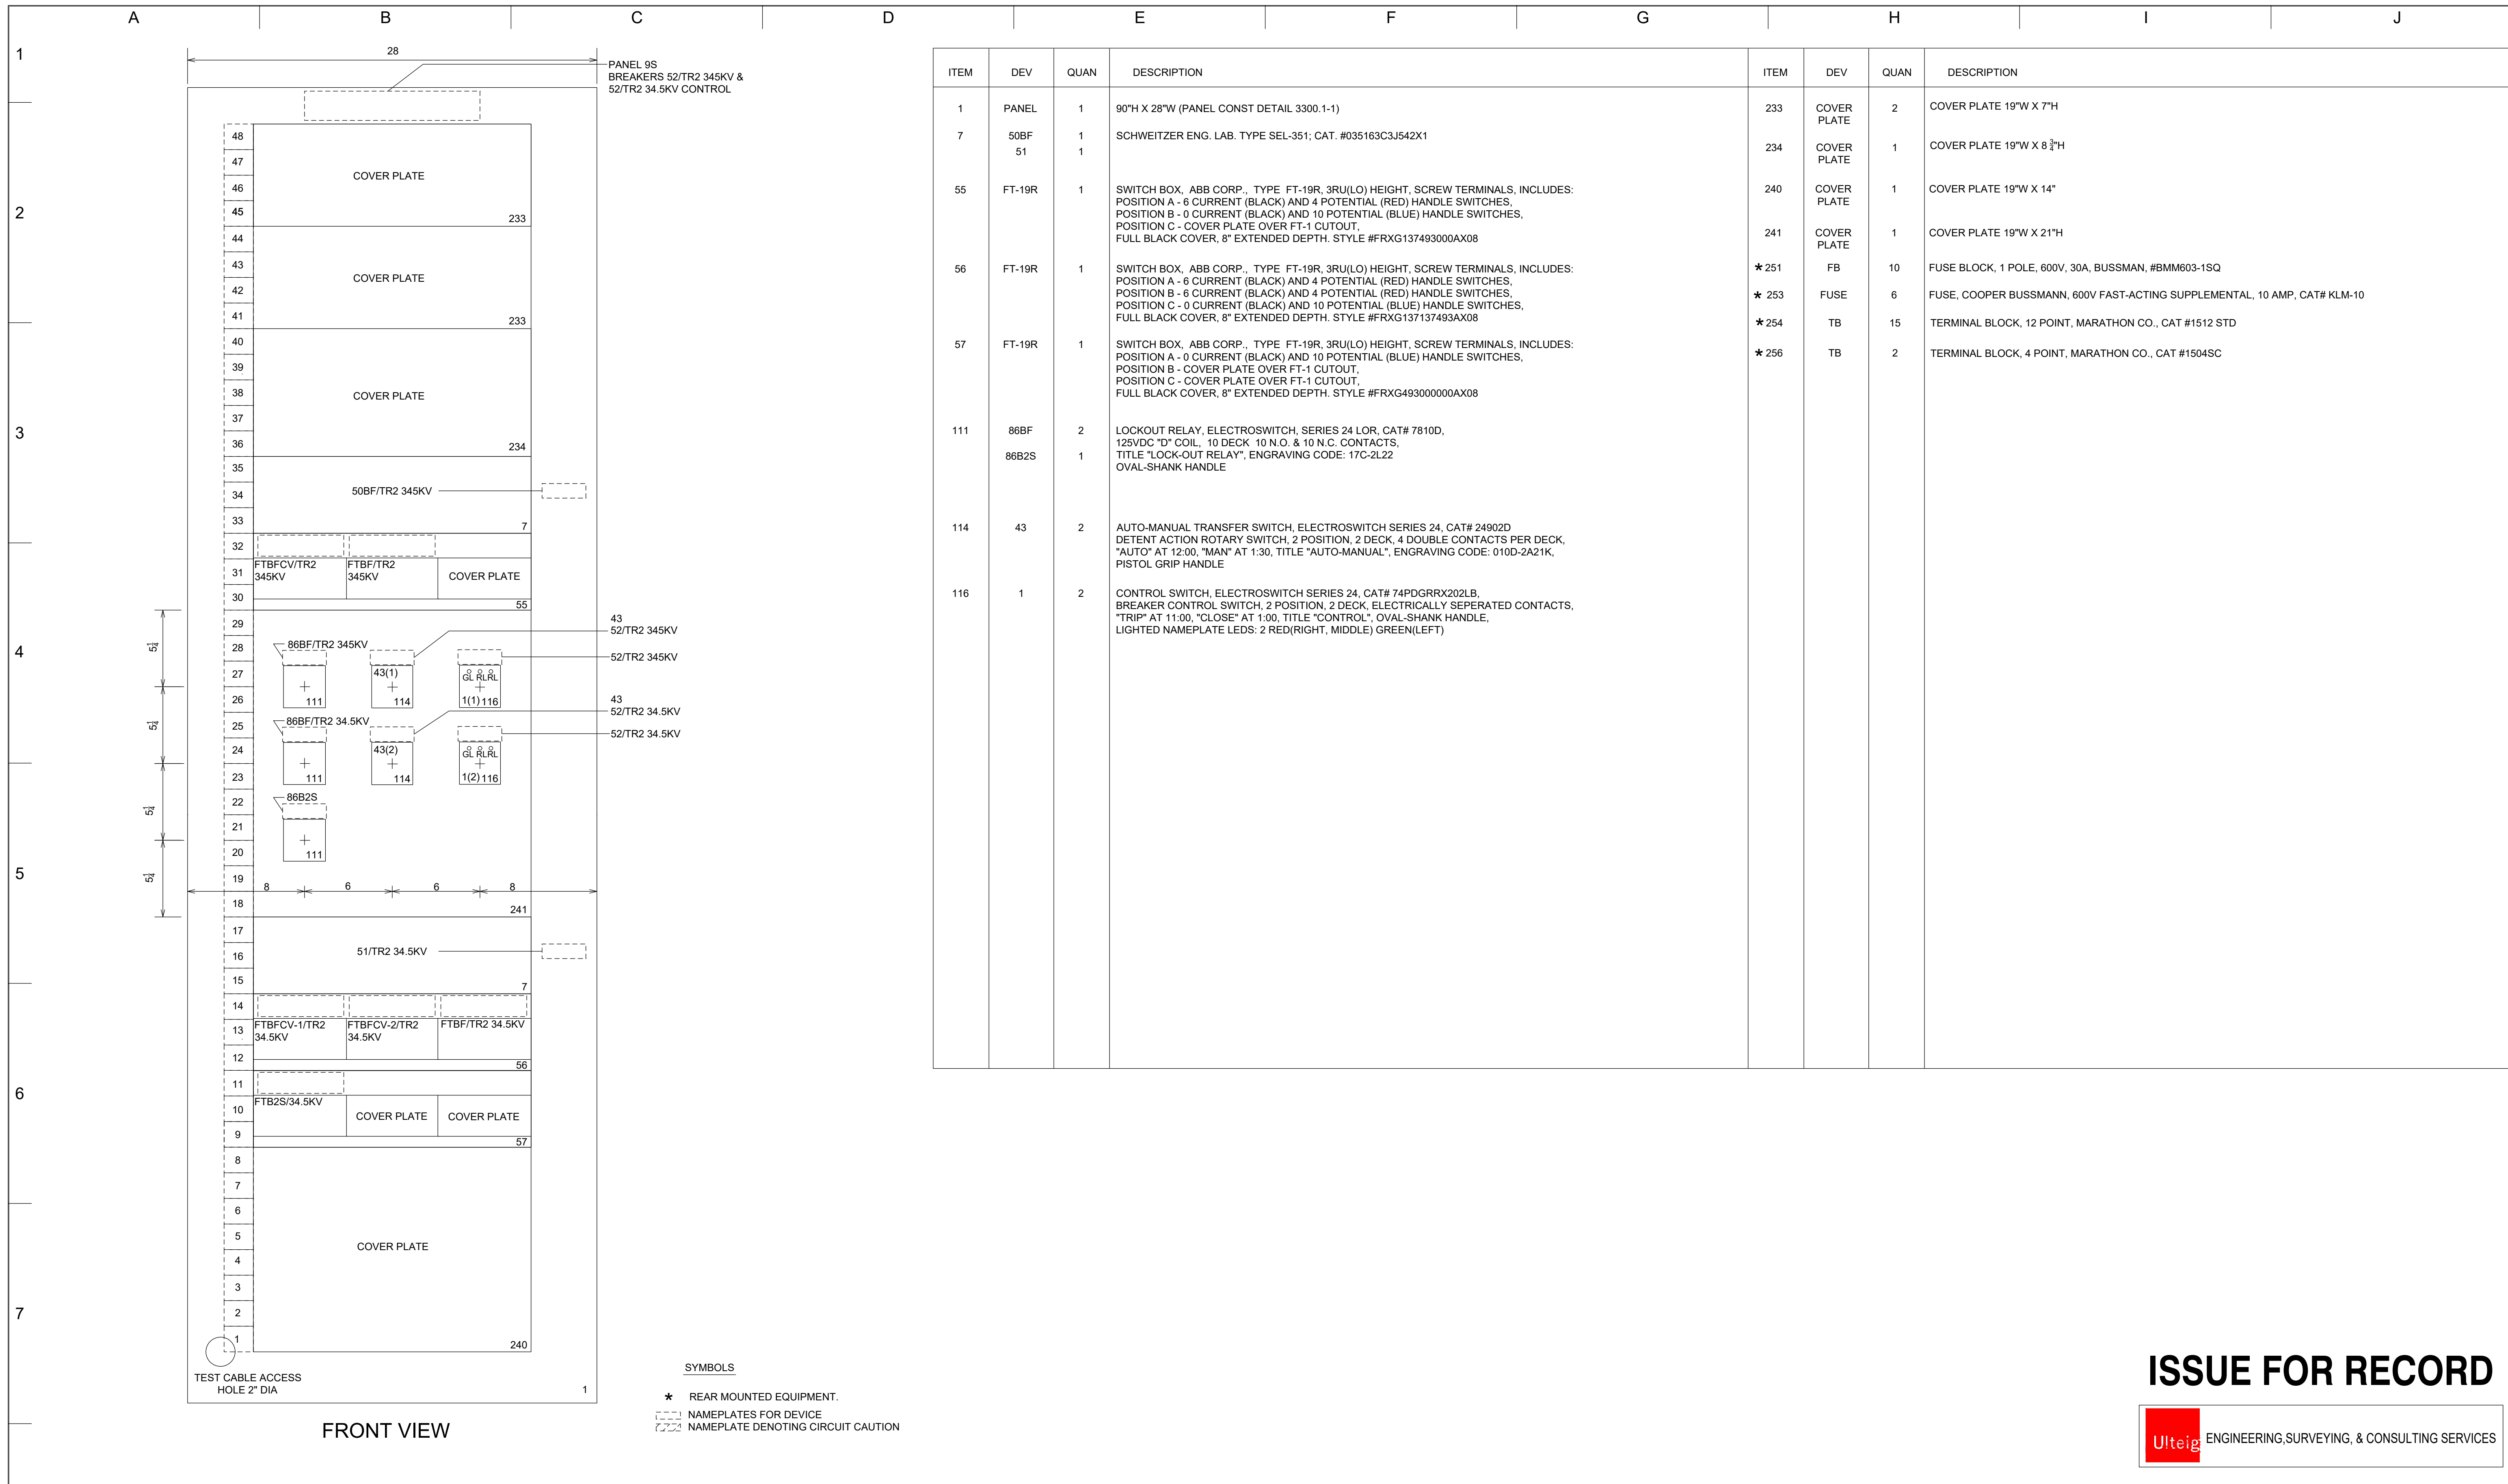 A B C D E F G H I J
1
2
3
4
5
6
7
28
PANEL 9S
BREAKERS 52/TR2 345KV &
52/TR2 34.5KV CONTROL
48
47
46
45
44
43
42
41
40
39
38
37
36
35
34
33
32
31
30
29
28
27
26
25
24
23
22
21
20
19
18
17
16
15
14
13
12
11
10
9
8
7
6
5
4
3
2
1
COVER PLATE
233
COVER PLATE
233
COVER PLATE
234
50BF/TR2 345KV
7
FTBFCV/TR2
345KV
FTBF/TR2
345KV
COVER PLATE
55
5¼
5¼
5¼
5¼
86BF/TR2 345KV
111
43(1)
114
GL RL RL
1(1) 116
43
52/TR2 345KV
52/TR2 345KV
86BF/TR2 34.5KV
111
43(2)
114
GL RL RL
1(2) 116
43
52/TR2 34.5KV
52/TR2 34.5KV
86B2S
111
8 6 6 8
241
51/TR2 34.5KV
7
FTBFCV-1/TR2
34.5KV
FTBFCV-2/TR2
34.5KV
FTBF/TR2 34.5KV
56
FTB2S/34.5KV
COVER PLATE
COVER PLATE
57
COVER PLATE
240
TEST CABLE ACCESS
HOLE 2" DIA
1
FRONT VIEW
SYMBOLS
* REAR MOUNTED EQUIPMENT.
NAMEPLATES FOR DEVICE
NAMEPLATE DENOTING CIRCUIT CAUTION
ITEM DEV QUAN DESCRIPTION
1 PANEL 1 90"H X 28"W (PANEL CONST DETAIL 3300.1-1)
7 50BF 1 SCHWEITZER ENG. LAB. TYPE SEL-351; CAT. #035163C3J542X1
51 1
55 FT-19R 1 SWITCH BOX, ABB CORP., TYPE FT-19R, 3RU(LO) HEIGHT, SCREW TERMINALS, INCLUDES:
POSITION A - 6 CURRENT (BLACK) AND 4 POTENTIAL (RED) HANDLE SWITCHES,
POSITION B - 0 CURRENT (BLACK) AND 10 POTENTIAL (BLUE) HANDLE SWITCHES,
POSITION C - COVER PLATE OVER FT-1 CUTOUT,
FULL BLACK COVER, 8" EXTENDED DEPTH. STYLE #FRXG137493000AX08
56 FT-19R 1 SWITCH BOX, ABB CORP., TYPE FT-19R, 3RU(LO) HEIGHT, SCREW TERMINALS, INCLUDES:
POSITION A - 6 CURRENT (BLACK) AND 4 POTENTIAL (RED) HANDLE SWITCHES,
POSITION B - 6 CURRENT (BLACK) AND 4 POTENTIAL (RED) HANDLE SWITCHES,
POSITION C - 0 CURRENT (BLACK) AND 10 POTENTIAL (BLUE) HANDLE SWITCHES,
FULL BLACK COVER, 8" EXTENDED DEPTH. STYLE #FRXG137137493AX08
57 FT-19R 1 SWITCH BOX, ABB CORP., TYPE FT-19R, 3RU(LO) HEIGHT, SCREW TERMINALS, INCLUDES:
POSITION A - 0 CURRENT (BLACK) AND 10 POTENTIAL (BLUE) HANDLE SWITCHES,
POSITION B - COVER PLATE OVER FT-1 CUTOUT,
POSITION C - COVER PLATE OVER FT-1 CUTOUT,
FULL BLACK COVER, 8" EXTENDED DEPTH. STYLE #FRXG493000000AX08
111 86BF 2 LOCKOUT RELAY, ELECTROSWITCH, SERIES 24 LOR, CAT# 7810D,
125VDC "D" COIL, 10 DECK 10 N.O. & 10 N.C. CONTACTS,
86B2S 1 TITLE "LOCK-OUT RELAY", ENGRAVING CODE: 17C-2L22
OVAL-SHANK HANDLE
114 43 2 AUTO-MANUAL TRANSFER SWITCH, ELECTROSWITCH SERIES 24, CAT# 24902D
DETENT ACTION ROTARY SWITCH, 2 POSITION, 2 DECK, 4 DOUBLE CONTACTS PER DECK,
"AUTO" AT 12:00, "MAN" AT 1:30, TITLE "AUTO-MANUAL", ENGRAVING CODE: 010D-2A21K,
PISTOL GRIP HANDLE
116 1 2 CONTROL SWITCH, ELECTROSWITCH SERIES 24, CAT# 74PDGRRX202LB,
BREAKER CONTROL SWITCH, 2 POSITION, 2 DECK, ELECTRICALLY SEPERATED CONTACTS,
"TRIP" AT 11:00, "CLOSE" AT 1:00, TITLE "CONTROL", OVAL-SHANK HANDLE,
LIGHTED NAMEPLATE LEDS: 2 RED(RIGHT, MIDDLE) GREEN(LEFT)
ITEM DEV QUAN DESCRIPTION
233 COVER 2 COVER PLATE 19"W X 7"H
PLATE
234 COVER 1 COVER PLATE 19"W X 8 ¾"H
PLATE
240 COVER 1 COVER PLATE 19"W X 14"
PLATE
241 COVER 1 COVER PLATE 19"W X 21"H
PLATE
* 251 FB 10 FUSE BLOCK, 1 POLE, 600V, 30A, BUSSMAN, #BMM603-1SQ
* 253 FUSE 6 FUSE, COOPER BUSSMANN, 600V FAST-ACTING SUPPLEMENTAL, 10 AMP, CAT# KLM-10
* 254 TB 15 TERMINAL BLOCK, 12 POINT, MARATHON CO., CAT #1512 STD
* 256 TB 2 TERMINAL BLOCK, 4 POINT, MARATHON CO., CAT #1504SC
ISSUE FOR RECORD
Ulteig ENGINEERING,SURVEYING, & CONSULTING SERVICES